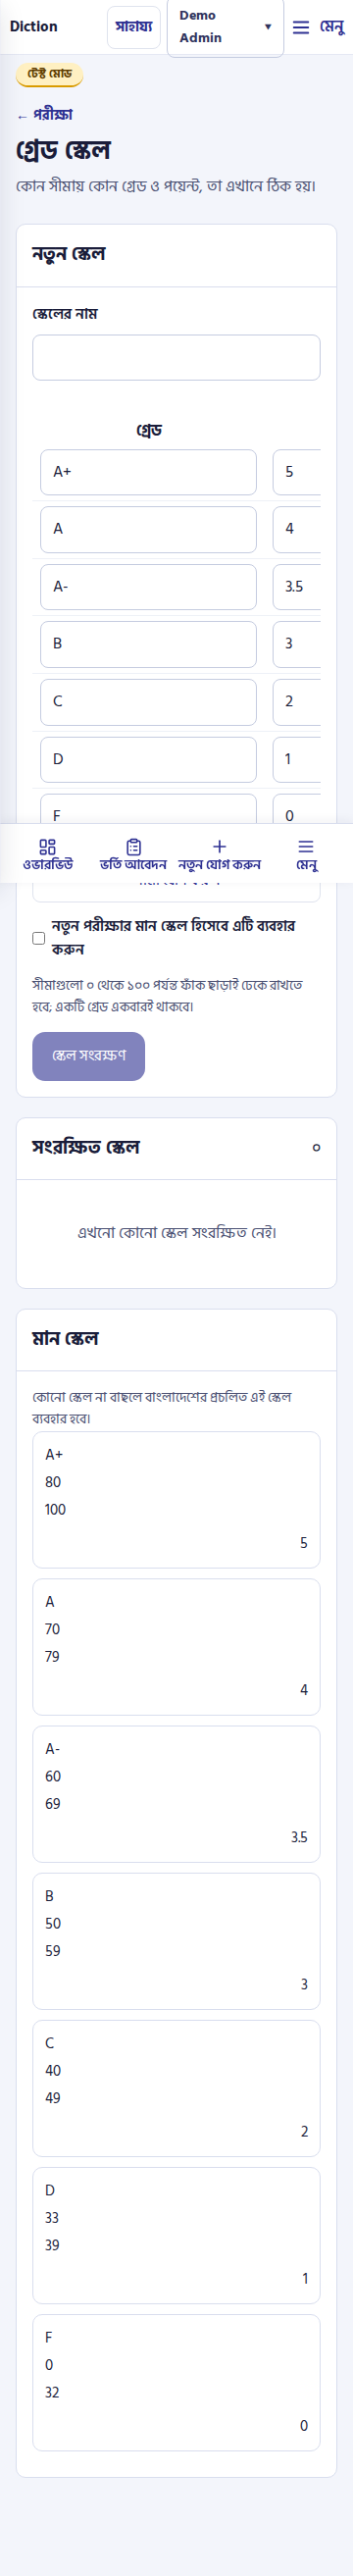 Diction
সাহায্য
Demo Admin
মেনু
টেস্ট মোড
← পরীক্ষা
গ্রেড স্কেল
কোন সীমায় কোন গ্রেড ও পয়েন্ট, তা এখানে ঠিক হয়।
নতুন স্কেল
স্কেলের নাম
গ্রেড
A+ 5
A 4
A- 3.5
B 3
C 2
D 1
F 0
ওভারভিউ
ভর্তি আবেদন
নতুন যোগ করুন
মেনু
নতুন পরীক্ষার মান স্কেল হিসেবে এটি ব্যবহার
করুন
সীমাগুলো ০ থেকে ১০০ পর্যন্ত ফাঁক ছাড়াই ঢেকে রাখতে
হবে; একটি গ্রেড একবারই থাকবে।
স্কেল সংরক্ষণ
সংরক্ষিত স্কেল ০
এখনো কোনো স্কেল সংরক্ষিত নেই।
মান স্কেল
কোনো স্কেল না বাছলে বাংলাদেশের প্রচলিত এই স্কেল
ব্যবহার হবে।
A+
80
100
5
A
70
79
4
A-
60
69
3.5
B
50
59
3
C
40
49
2
D
33
39
1
F
0
32
0